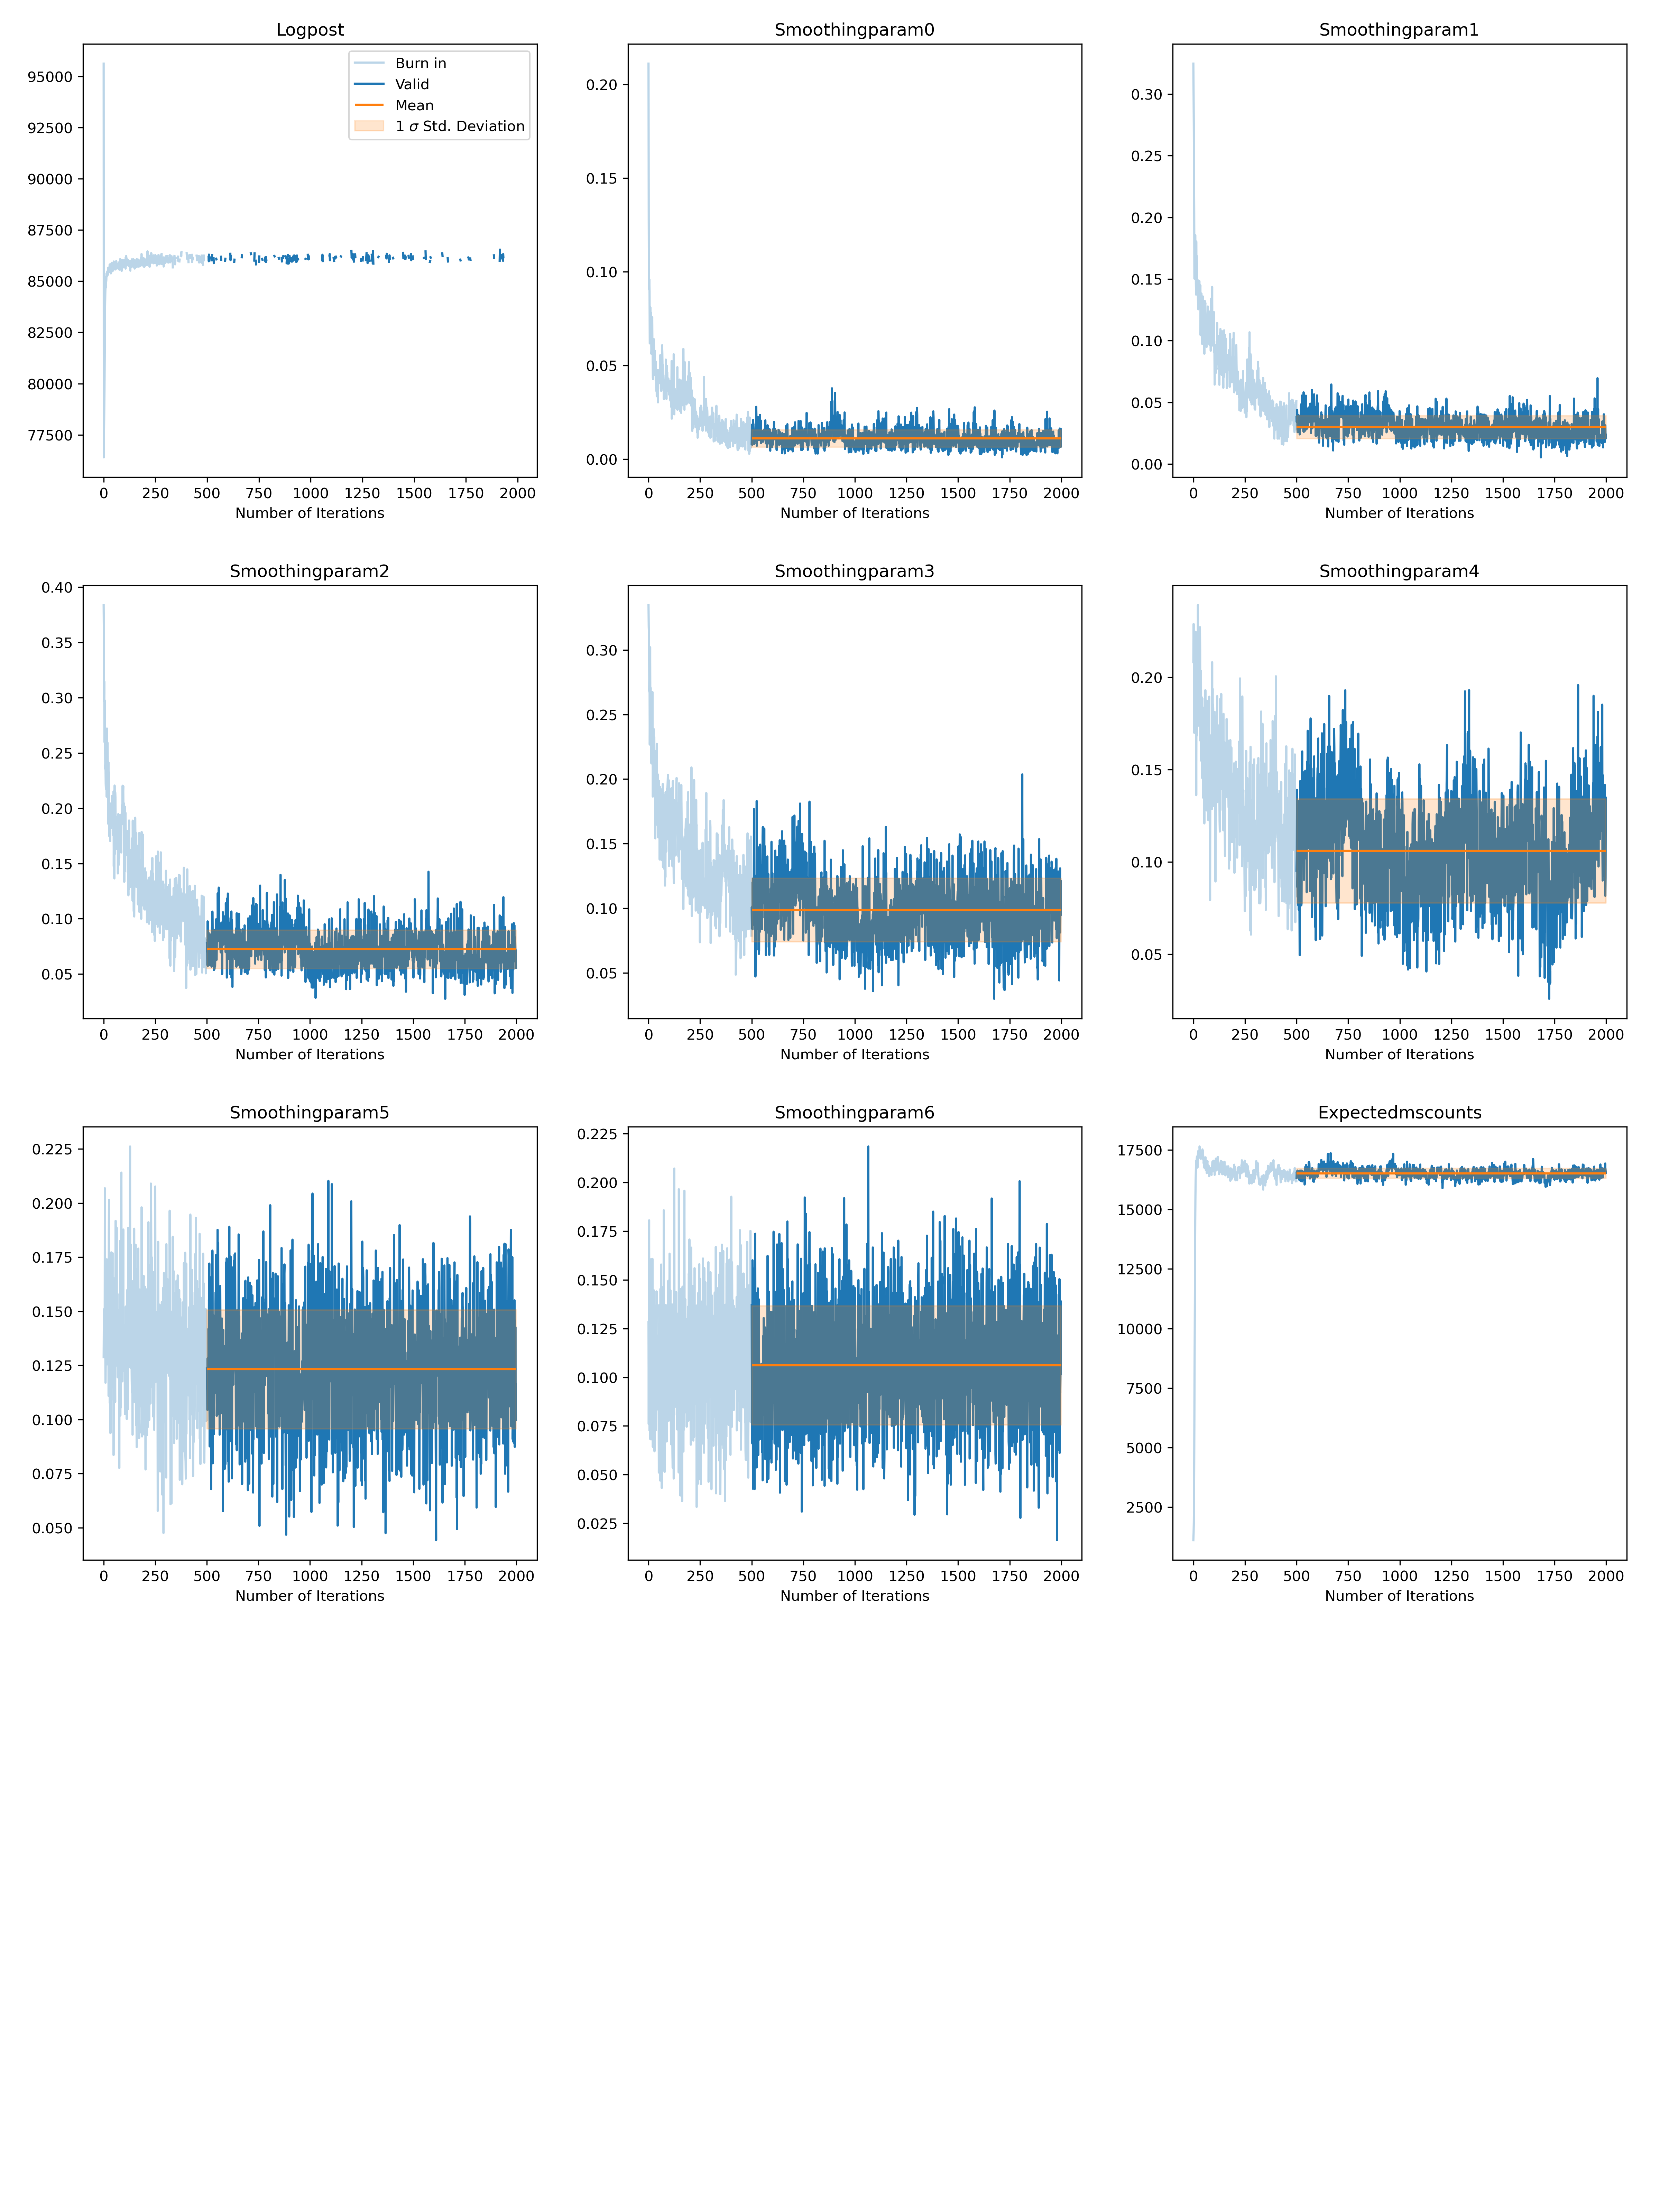 Logpost
95000
92500
90000
87500
85000
82500
80000
77500
Burn in
Valid
Mean
1 σ Std. Deviation
0 250 500 750 1000 1250 1500 1750 2000
Number of Iterations
Smoothingparam0
0.20
0.15
0.10
0.05
0.00
0 250 500 750 1000 1250 1500 1750 2000
Number of Iterations
Smoothingparam1
0.30
0.25
0.20
0.15
0.10
0.05
0.00
0 250 500 750 1000 1250 1500 1750 2000
Number of Iterations
Smoothingparam2
0.40
0.35
0.30
0.25
0.20
0.15
0.10
0.05
0 250 500 750 1000 1250 1500 1750 2000
Number of Iterations
Smoothingparam3
0.30
0.25
0.20
0.15
0.10
0.05
0 250 500 750 1000 1250 1500 1750 2000
Number of Iterations
Smoothingparam4
0.20
0.15
0.10
0.05
0 250 500 750 1000 1250 1500 1750 2000
Number of Iterations
Smoothingparam5
0.225
0.200
0.175
0.150
0.125
0.100
0.075
0.050
0 250 500 750 1000 1250 1500 1750 2000
Number of Iterations
Smoothingparam6
0.225
0.200
0.175
0.150
0.125
0.100
0.075
0.050
0.025
0 250 500 750 1000 1250 1500 1750 2000
Number of Iterations
Expectedmscounts
17500
15000
12500
10000
7500
5000
2500
0 250 500 750 1000 1250 1500 1750 2000
Number of Iterations